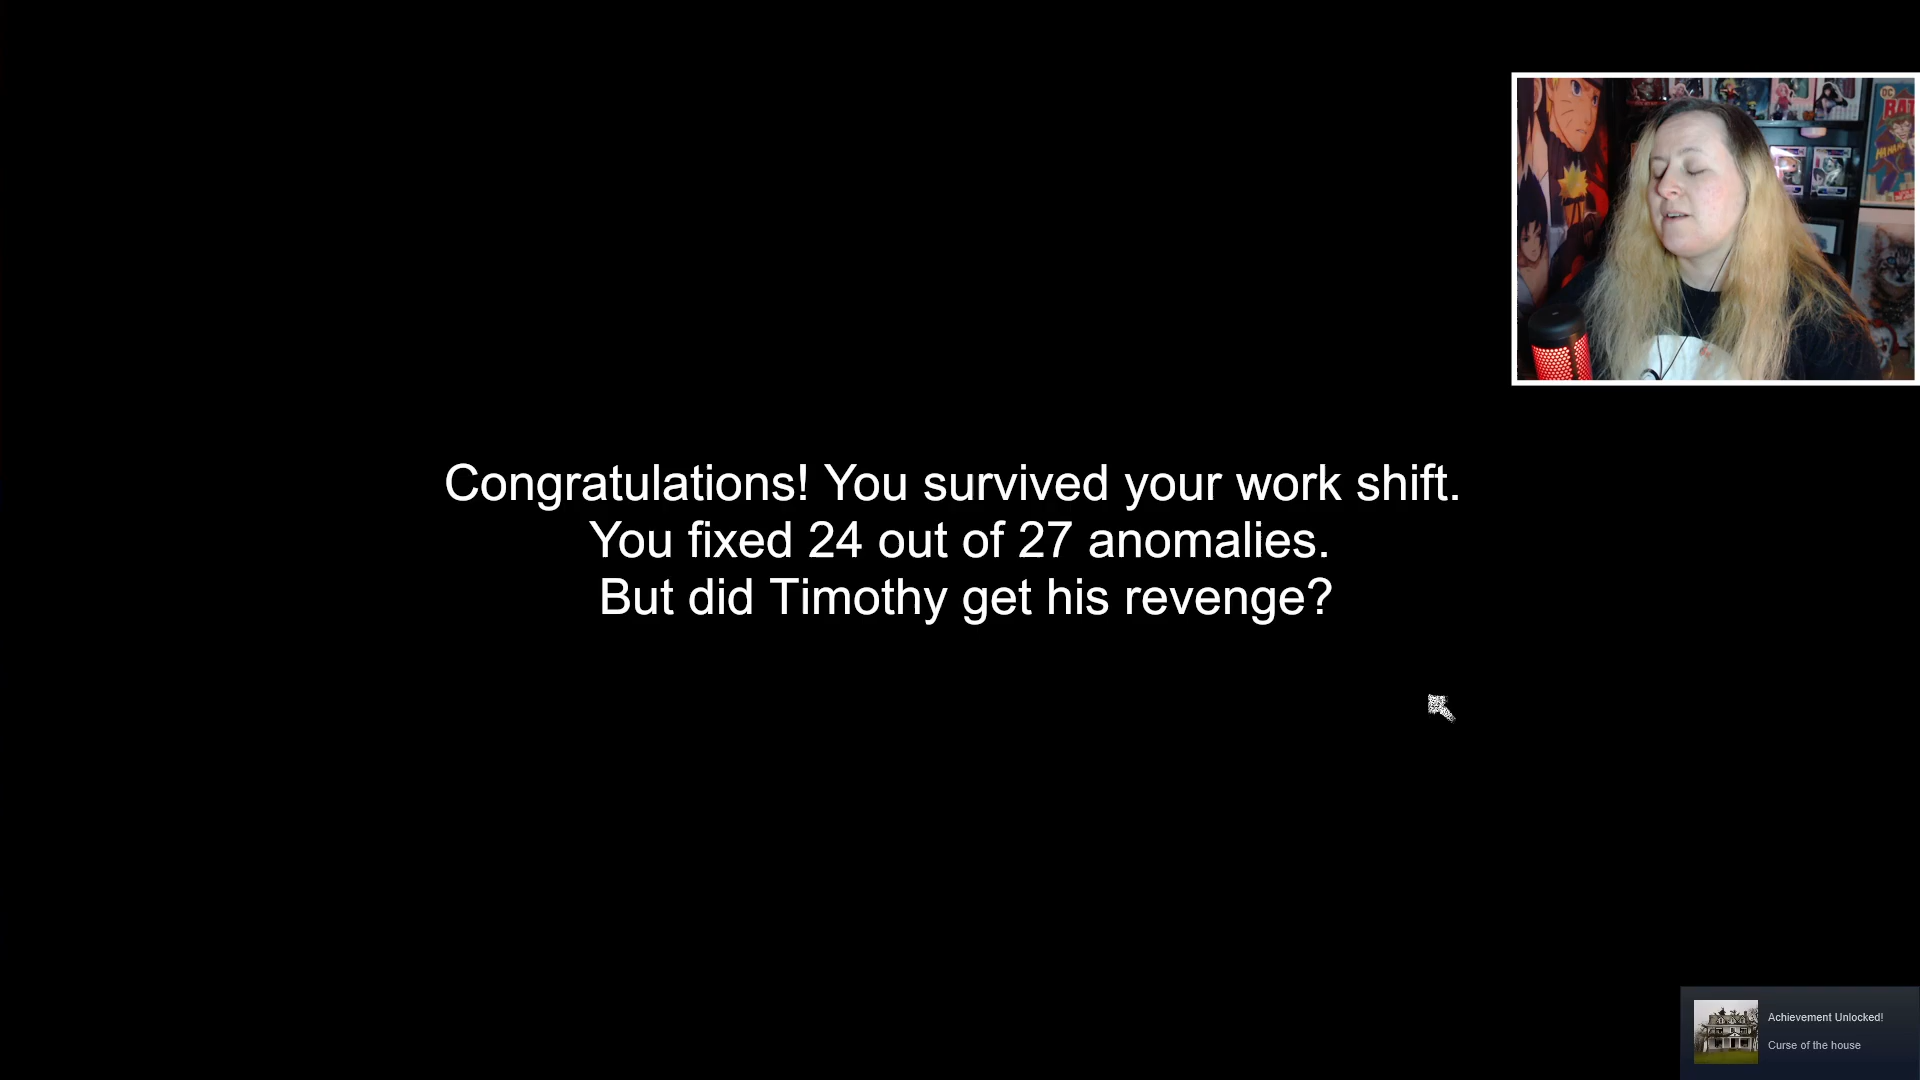 DC
Congratulations! You survived your work shift.
You fixed 24 out of 27 anomalies.
But did Timothy get his revenge?
Achievement Unlocked!
Curse of the house